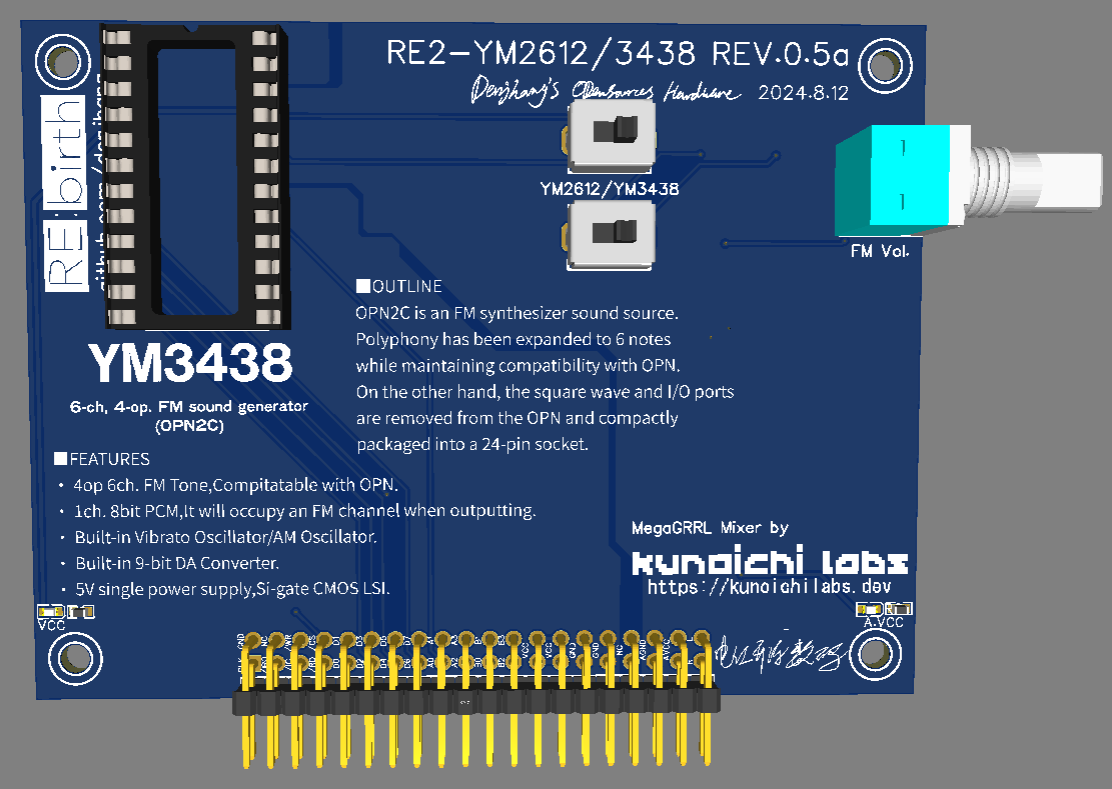 RE2-YM2612/3438 REV.0.5a
Denjhang's Opensources Hardware 2024.8.12
RE:birth
YM2612/YM3438
FM Vol.
YM3438
6-ch, 4-op. FM sound generator
(OPN2C)
■OUTLINE
OPN2C is an FM synthesizer sound source.
Polyphony has been expanded to 6 notes
while maintaining compatibility with OPN.
On the other hand, the square wave and I/O ports
are removed from the OPN and compactly
packaged into a 24-pin socket.
■FEATURES
・ 4op 6ch. FM Tone,Compitatable with OPN.
・ 1ch. 8bit PCM,It will occupy an FM channel when outputting.
・ Built-in Vibrato Oscillator/AM Oscillator.
・ Built-in 9-bit DA Converter.
・ 5V single power supply,Si-gate CMOS LSI.
MegaGRRL Mixer by
kunoichi labs
https://kunoichilabs.dev
VCC
A.VCC